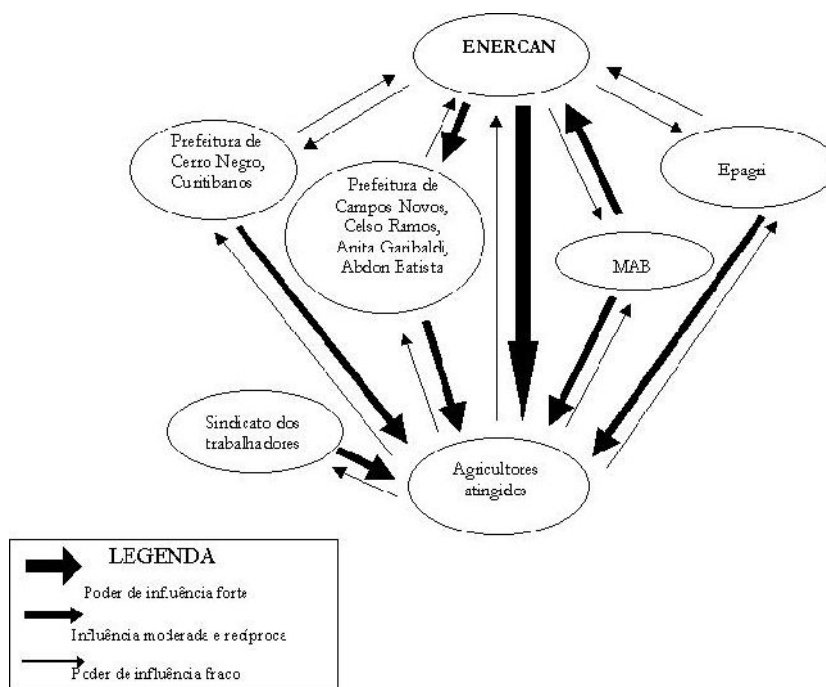 ENERCAN
Prefeitura de
Cerro Negro,
Curitibanos
Prefeitura de
Campos Novos,
Celso Ramos,
Anita Garibaldi,
Abdon Batista
Epagri
MAB
Sindicato dos
trabalhadores
Agricultores
atingidos
LEGENDA
Poder de influência forte
Influência moderada e recíproca
Poder de influência fraco